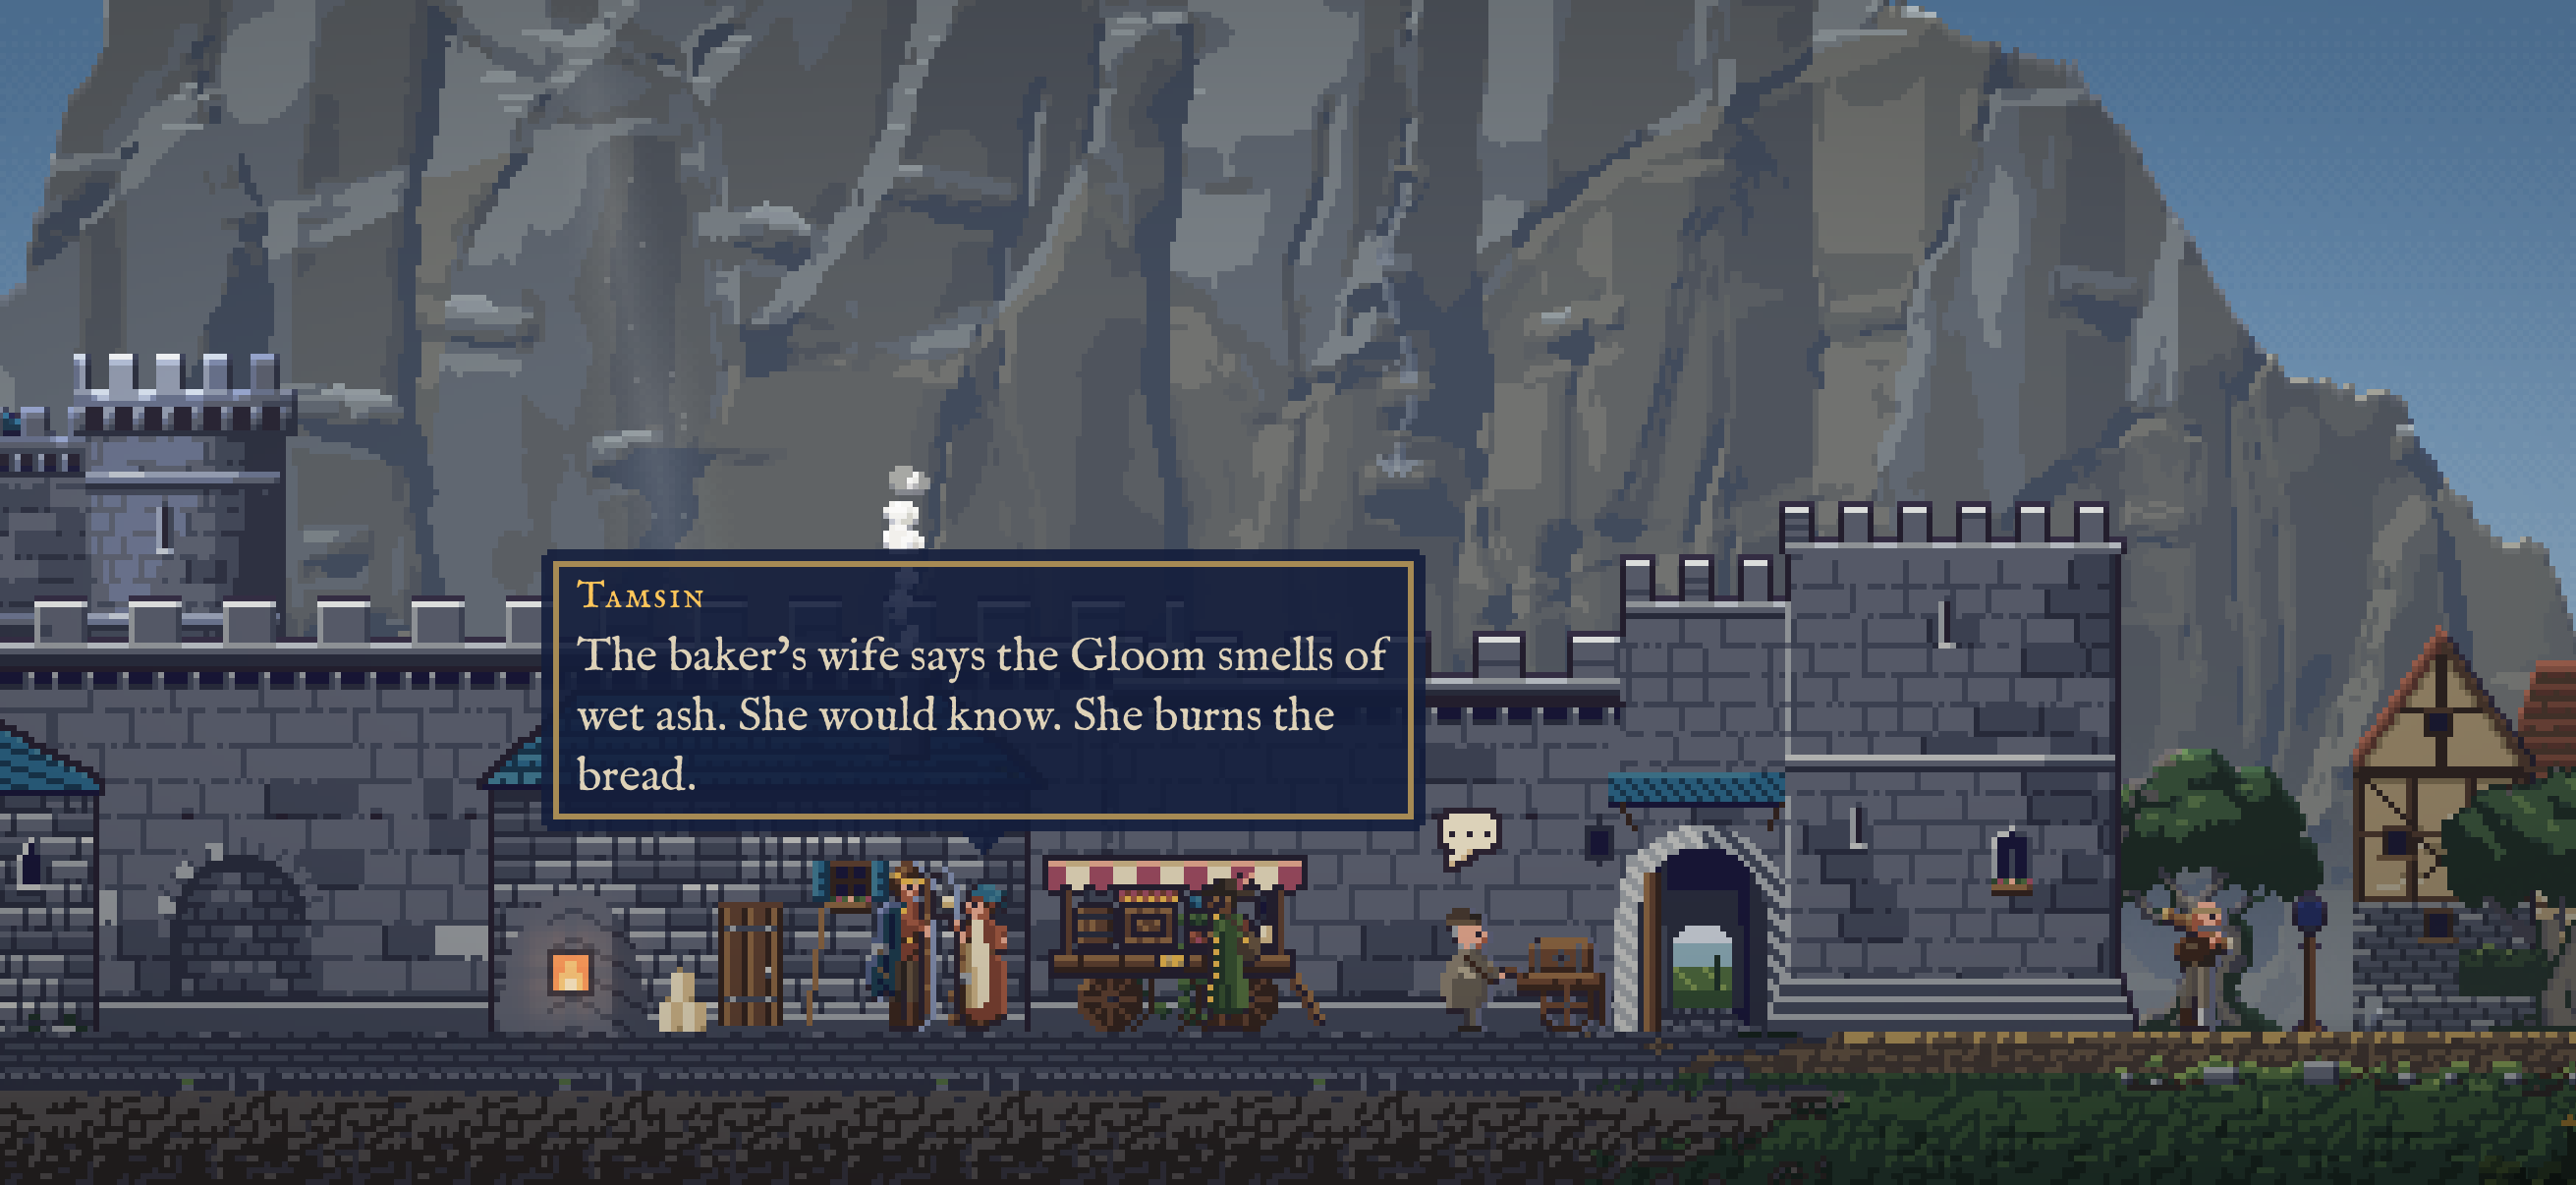 Tamsin
The baker’s wife says the Gloom smells of
wet ash. She would know. She burns the
bread.